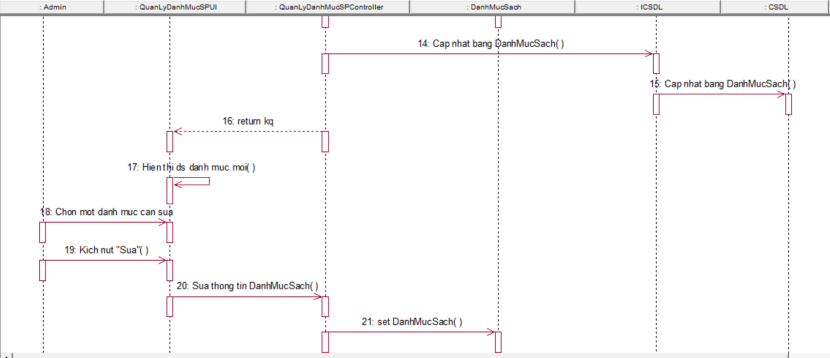 : Admin
: QuanLyDanhMucSPUI
: QuanLyDanhMucSPController
: DanhMucSach
: ICSDL
: CSDL
14: Cap nhat bang DanhMucSach( )
15: Cap nhat bang DanhMucSach( )
16: return kq
17: Hien thi ds danh muc moi( )
18: Chon mot danh muc can sua
19: Kich nut "Sua"( )
20: Sua thong tin DanhMucSach( )
21: set DanhMucSach( )